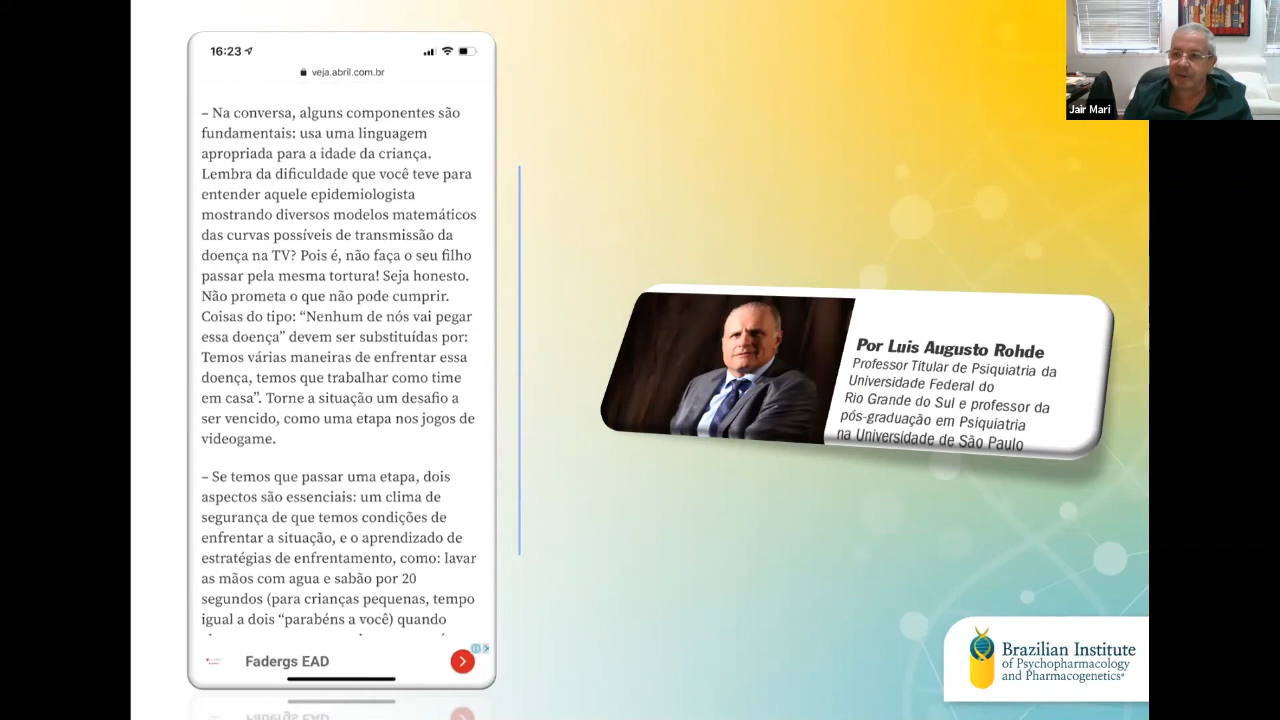 16:23
veja.abril.com.br
– Na conversa, alguns componentes são
fundamentais: usa uma linguagem
apropriada para a idade da criança.
Lembra da dificuldade que você teve para
entender aquele epidemiologista
mostrando diversos modelos matemáticos
das curvas possíveis de transmissão da
doença na TV? Pois é, não faça o seu filho
passar pela mesma tortura! Seja honesto.
Não prometa o que não pode cumprir.
Coisas do tipo: “Nenhum de nós vai pegar
essa doença” devem ser substituídas por:
Temos várias maneiras de enfrentar essa
doença, temos que trabalhar como time
em casa”. Torne a situação um desafio a
ser vencido, como uma etapa nos jogos de
videogame.
– Se temos que passar uma etapa, dois
aspectos são essenciais: um clima de
segurança de que temos condições de
enfrentar a situação, e o aprendizado de
estratégias de enfrentamento, como: lavar
as mãos com agua e sabão por 20
segundos (para crianças pequenas, tempo
igual a dois “parabéns a você) quando
Fadergs EAD
Por Luis Augusto Rohde
Professor Titular de Psiquiatria da
Universidade Federal do
Rio Grande do Sul e professor da
pós-graduação em Psiquiatria
na Universidade de São Paulo
Jair Mari
Brazilian Institute
of Psychopharmacology
and Pharmacogenetics